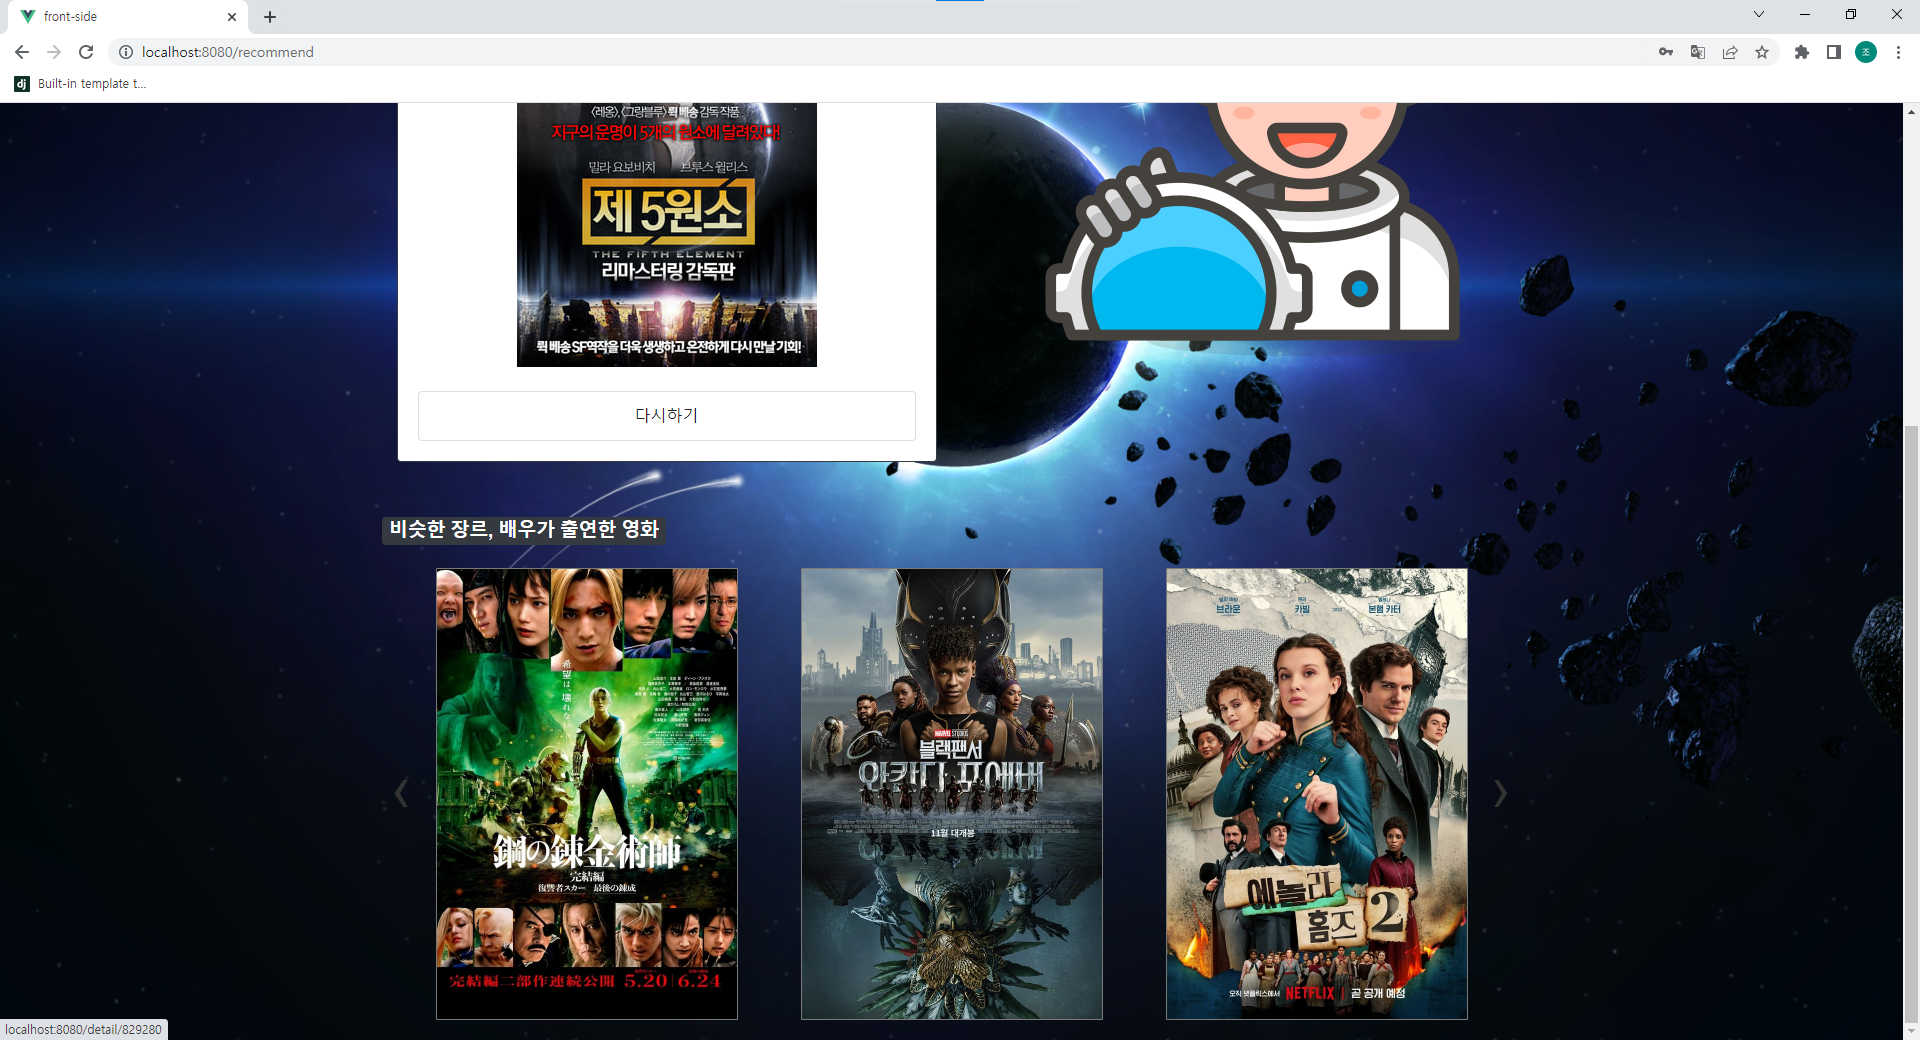 front-side
localhost:8080/recommend
조
dj
Built-in template t...
〈레옹〉, 〈그랑블루〉 뤽 베송 감독 작품
지구의 운명이 5개의 원소에 달려있다!
밀라 요보비치 브루스 윌리스
제 5원소
THE FIFTH ELEMENT
리마스터링 감독판
뤽 베송 SF역작을 더욱 생생하고 온전하게 다시 만날 기회!
다시하기
비슷한 장르, 배우가 출연한 영화
希望は、壊れない
鋼の錬金術師
完結編
復讐者スカー 最後の錬成
完結編二部作連続公開 5.20 6.24
MARVEL STUDIOS
블랙팬서
와칸다 포에버
11월 대개봉
브라운
카빌
본햄 카터
에놀라
홈즈 2
오직 넷플릭스에서 NETFLIX | 곧 공개 예정
localhost:8080/detail/829280